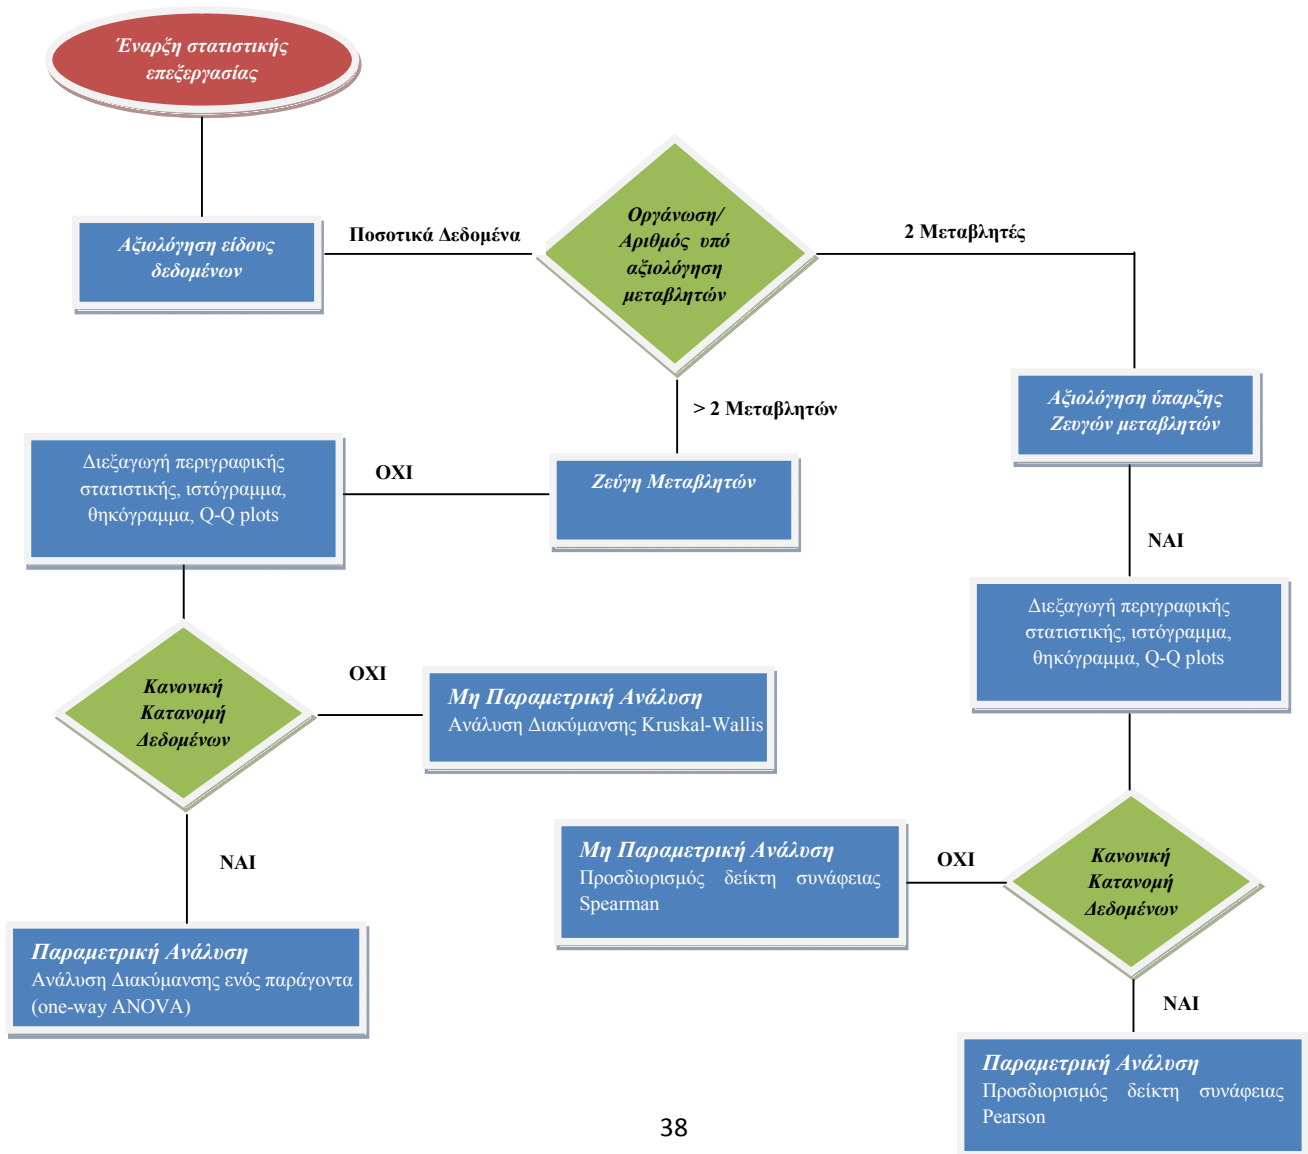 Έναρξη στατιστικής
επεξεργασίας
Αξιολόγηση είδους
δεδομένων
Ποσοτικά Δεδομένα
Οργάνωση/
Αριθμός υπό
αξιολόγηση
μεταβλητών
2 Μεταβλητές
> 2 Μεταβλητών
Αξιολόγηση ύπαρξης
Ζευγών μεταβλητών
Ζεύγη Μεταβλητών
ΟΧΙ
Διεξαγωγή περιγραφικής
στατιστικής, ιστόγραμμα,
θηκόγραμμα, Q-Q plots
ΝΑΙ
Διεξαγωγή περιγραφικής
στατιστικής, ιστόγραμμα,
θηκόγραμμα, Q-Q plots
Κανονική
Κατανομή
Δεδομένων
ΟΧΙ
Μη Παραμετρική Ανάλυση
Ανάλυση Διακύμανσης Kruskal-Wallis
ΝΑΙ
Παραμετρική Ανάλυση
Ανάλυση Διακύμανσης ενός παράγοντα
(one-way ANOVA)
Κανονική
Κατανομή
Δεδομένων
ΟΧΙ
Μη Παραμετρική Ανάλυση
Προσδιορισμός δείκτη συνάφειας
Spearman
ΝΑΙ
Παραμετρική Ανάλυση
Προσδιορισμός δείκτη συνάφειας
Pearson
38